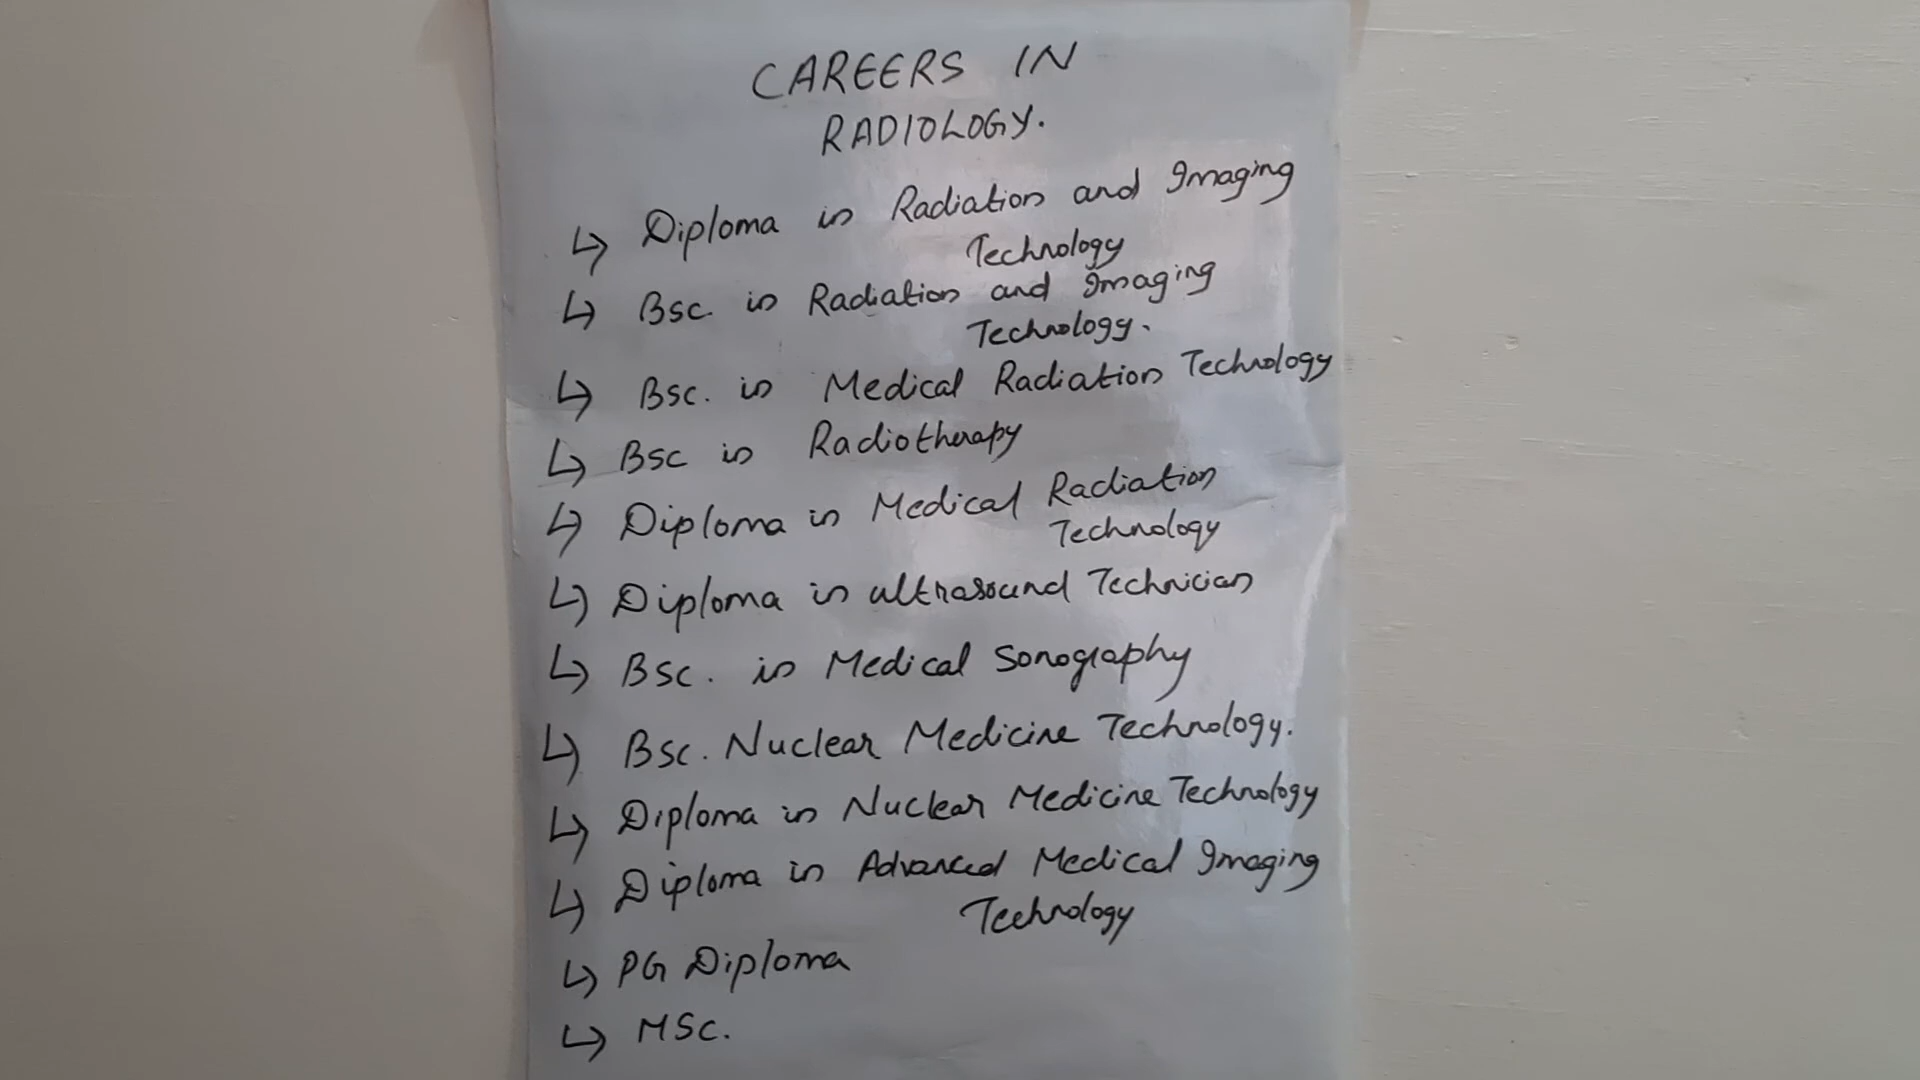 CAREERS IN
RADIOLOGY.
↳ Diploma in Radiation and Imaging
Technology
↳ Bsc. in Radiation and Imaging
Technology.
↳ Bsc. in Medical Radiation Technology
↳ Bsc in Radiotherapy
↳ Diploma in Medical Radiation
Technology
↳ Diploma in ultrasound Technician
↳ BSc. in Medical Sonography
↳ Bsc. Nuclear Medicine Technology.
↳ Diploma in Nuclear Medicine Technology
↳ Diploma in Advanced Medical Imaging
Technology
↳ PG Diploma
↳ MSc.